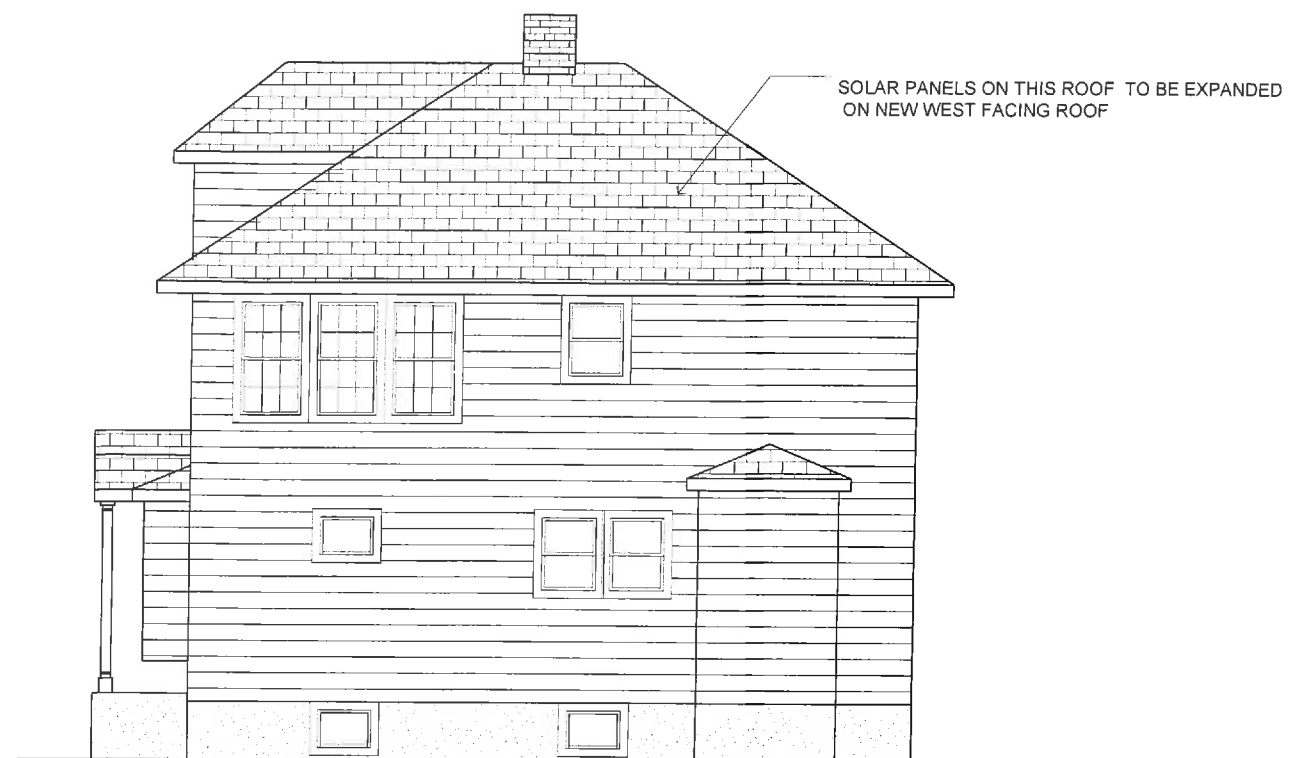 SOLAR PANELS ON THIS ROOF TO BE EXPANDED
ON NEW WEST FACING ROOF